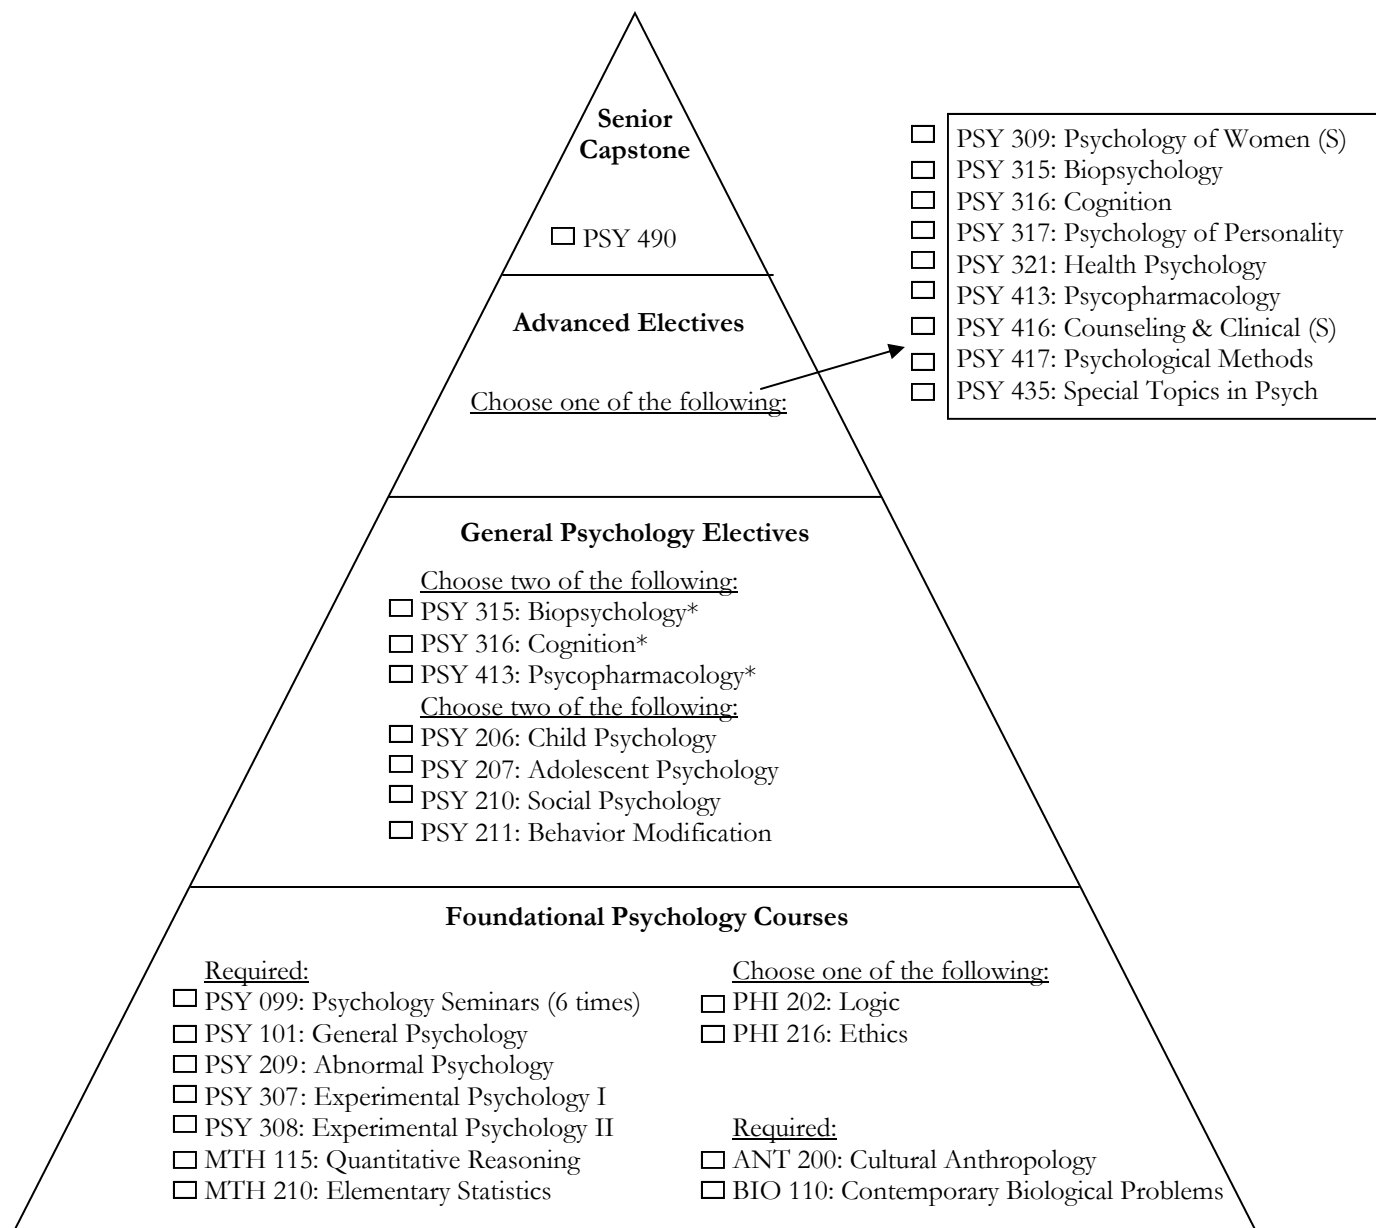 Senior
Capstone
PSY 490
Advanced Electives
Choose one of the following:
PSY 309: Psychology of Women (S)
PSY 315: Biopsychology
PSY 316: Cognition
PSY 317: Psychology of Personality
PSY 321: Health Psychology
PSY 413: Psycopharmacology
PSY 416: Counseling & Clinical (S)
PSY 417: Psychological Methods
PSY 435: Special Topics in Psych
General Psychology Electives
Choose two of the following:
PSY 315: Biopsychology*
PSY 316: Cognition*
PSY 413: Psycopharmacology*
Choose two of the following:
PSY 206: Child Psychology
PSY 207: Adolescent Psychology
PSY 210: Social Psychology
PSY 211: Behavior Modification
Foundational Psychology Courses
Required:
PSY 099: Psychology Seminars (6 times)
PSY 101: General Psychology
PSY 209: Abnormal Psychology
PSY 307: Experimental Psychology I
PSY 308: Experimental Psychology II
MTH 115: Quantitative Reasoning
MTH 210: Elementary Statistics
Choose one of the following:
PHI 202: Logic
PHI 216: Ethics
Required:
ANT 200: Cultural Anthropology
BIO 110: Contemporary Biological Problems